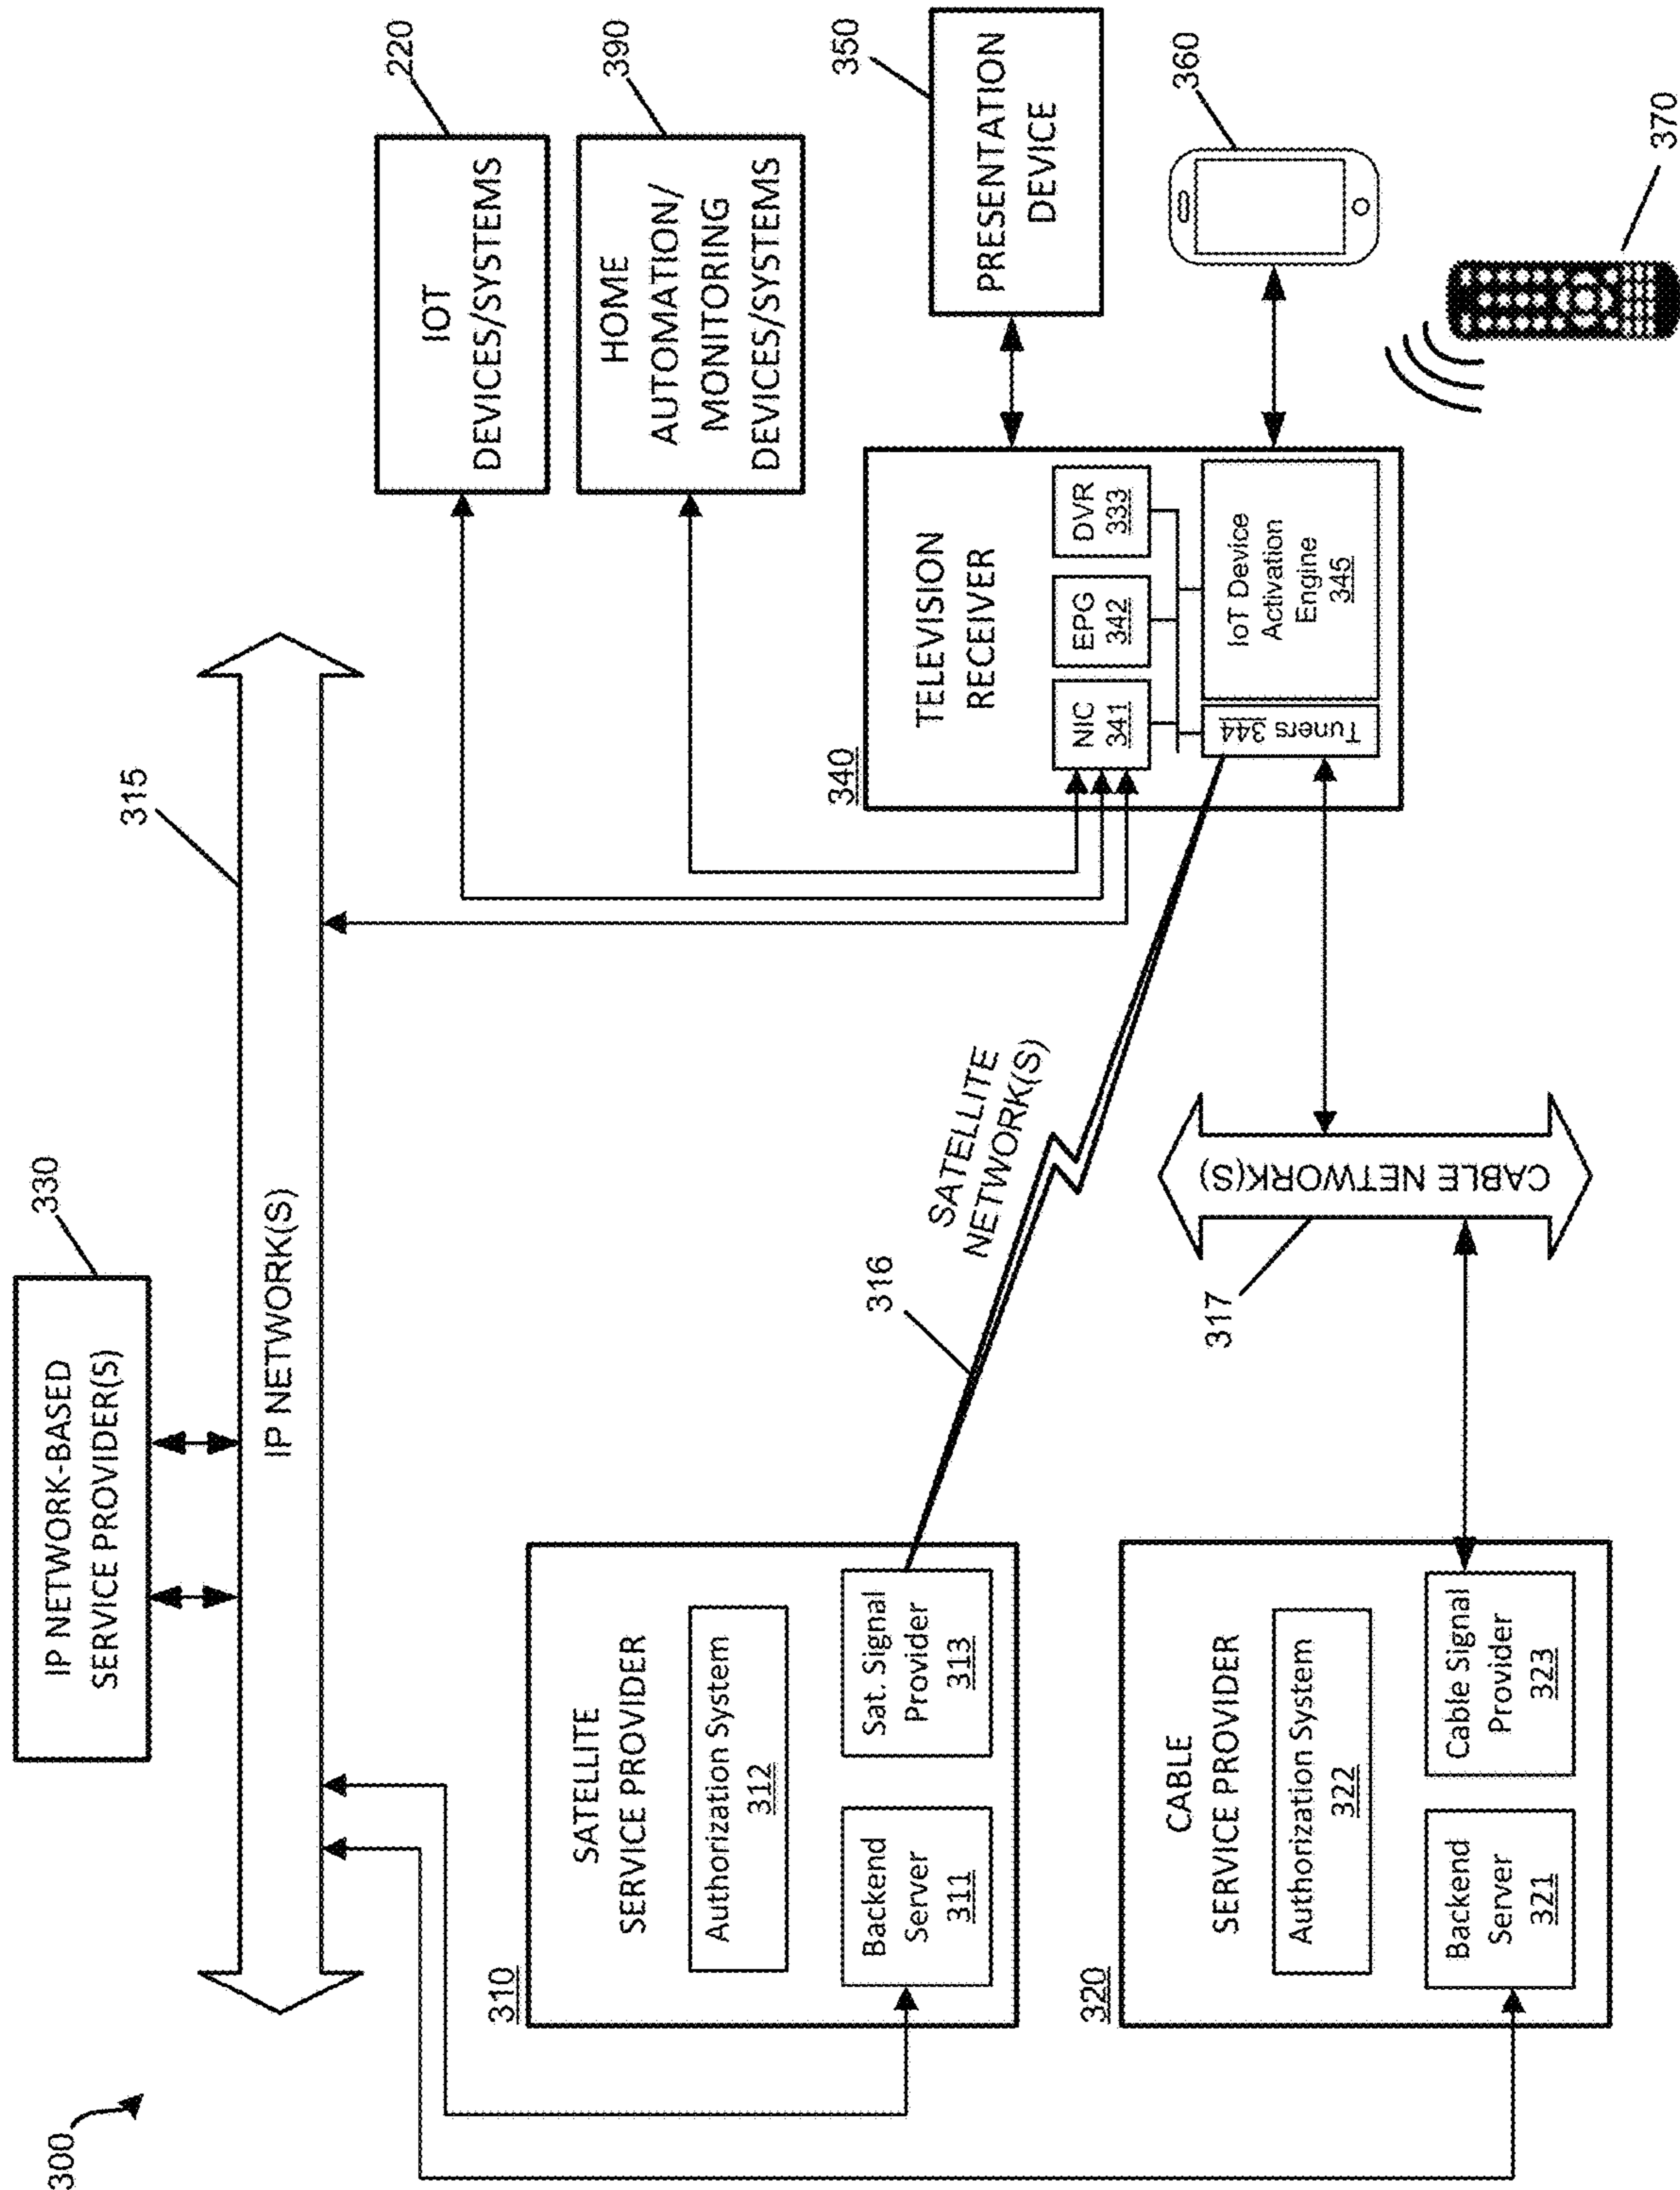 300
IP NETWORK-BASED
SERVICE PROVIDER(S)
330
315
IP NETWORK(S)
310
SATELLITE
SERVICE PROVIDER
Authorization System
312
Backend
Server
311
Sat. Signal
Provider
313
316
SATELLITE
NETWORK(S)
320
CABLE
SERVICE PROVIDER
Authorization System
322
Backend
Server
321
Cable Signal
Provider
323
317
CABLE NETWORK(S)
340
TELEVISION
RECEIVER
NIC
341
EPG
342
DVR
333
Tuners 344
IoT Device
Activation
Engine
345
IOT
DEVICES/SYSTEMS
220
HOME
AUTOMATION/
MONITORING
DEVICES/SYSTEMS
390
PRESENTATION
DEVICE
350
360
370